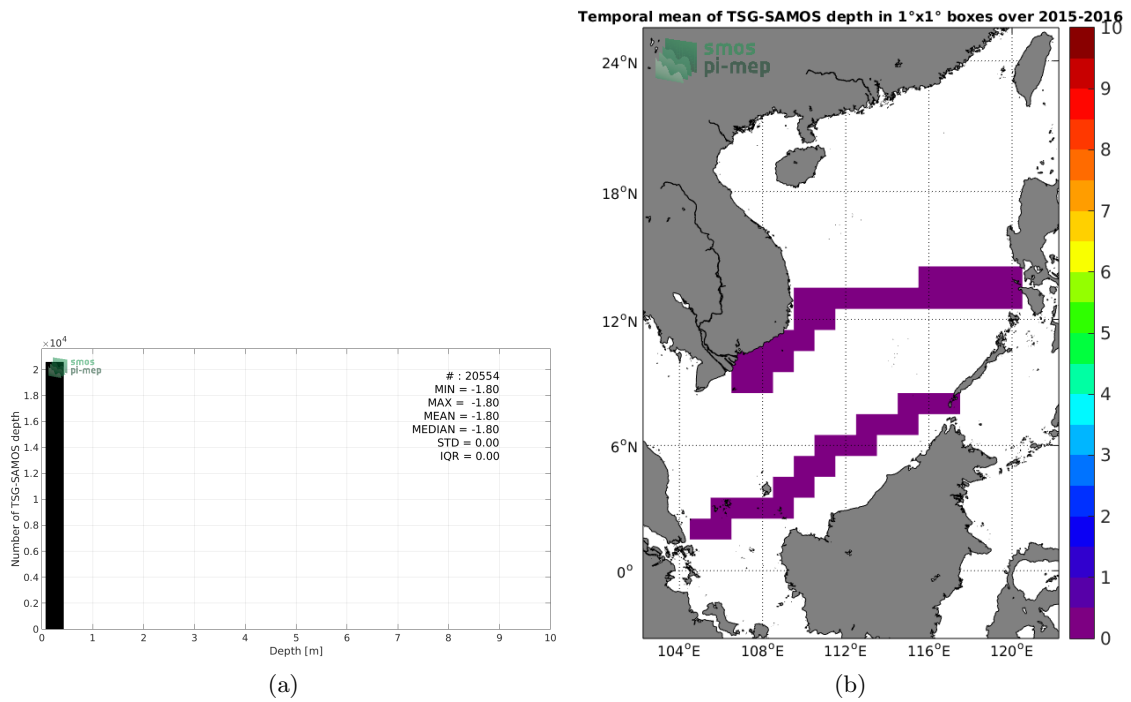 ×10⁴
smos
pi-mep
# : 20554
MIN = -1.80
MAX = -1.80
MEAN = -1.80
MEDIAN = -1.80
STD = 0.00
IQR = 0.00
2
1.8
1.6
1.4
1.2
1
0.8
0.6
0.4
0.2
0
Number of TSG-SAMOS depth
0 1 2 3 4 5 6 7 8 9 10
Depth [m]
(a)
Temporal mean of TSG-SAMOS depth in 1°x1° boxes over 2015-2016
smos
pi-mep
24°N
18°N
12°N
6°N
0°
104°E 108°E 112°E 116°E 120°E
10
9
8
7
6
5
4
3
2
1
0
(b)